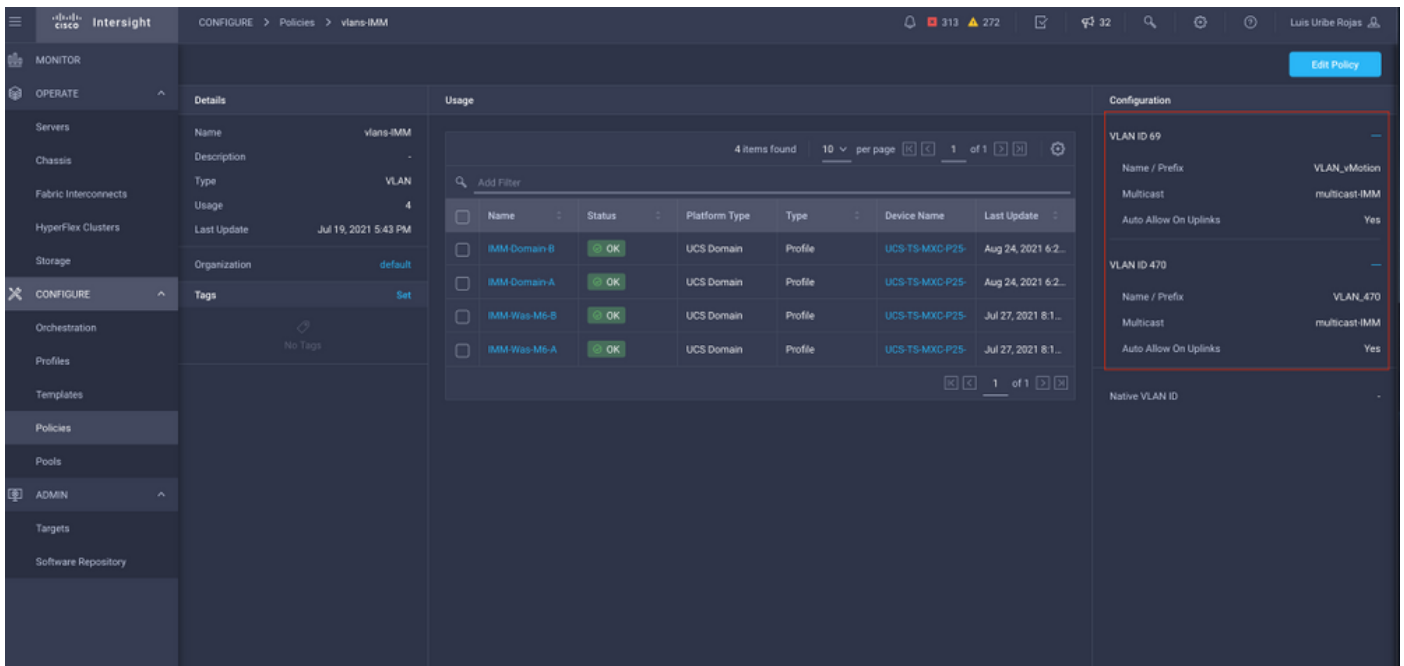 cisco Intersight
CONFIGURE > Policies > vlans-IMM
313 272 32 Luis Uribe Rojas
MONITOR
OPERATE
Servers
Chassis
Fabric Interconnects
HyperFlex Clusters
Storage
CONFIGURE
Orchestration
Profiles
Templates
Policies
Pools
ADMIN
Targets
Software Repository
Edit Policy
Details
Name vlans-IMM
Description -
Type VLAN
Usage 4
Last Update Jul 19, 2021 5:43 PM
Organization default
Tags Set
No Tags
Usage
4 items found 10 per page 1 of 1
Add Filter
Name Status Platform Type Type Device Name Last Update
IMM-Domain-B OK UCS Domain Profile UCS-TS-MXC-P25- Aug 24, 2021 6:2...
IMM-Domain-A OK UCS Domain Profile UCS-TS-MXC-P25- Aug 24, 2021 6:2...
IMM-Was-M6-B OK UCS Domain Profile UCS-TS-MXC-P25- Jul 27, 2021 8:1...
IMM-Was-M6-A OK UCS Domain Profile UCS-TS-MXC-P25- Jul 27, 2021 8:1...
1 of 1
Configuration
VLAN ID 69
Name / Prefix VLAN_vMotion
Multicast multicast-IMM
Auto Allow On Uplinks Yes
VLAN ID 470
Name / Prefix VLAN_470
Multicast multicast-IMM
Auto Allow On Uplinks Yes
Native VLAN ID -